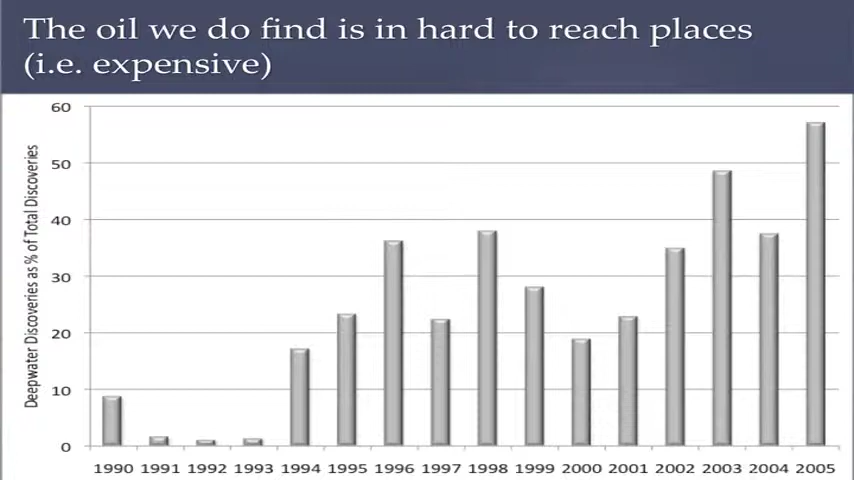 The oil we do find is in hard to reach places
(i.e. expensive)
Deepwater Discoveries as % of Total Discoveries
60
50
40
30
20
10
0
1990 1991 1992 1993 1994 1995 1996 1997 1998 1999 2000 2001 2002 2003 2004 2005